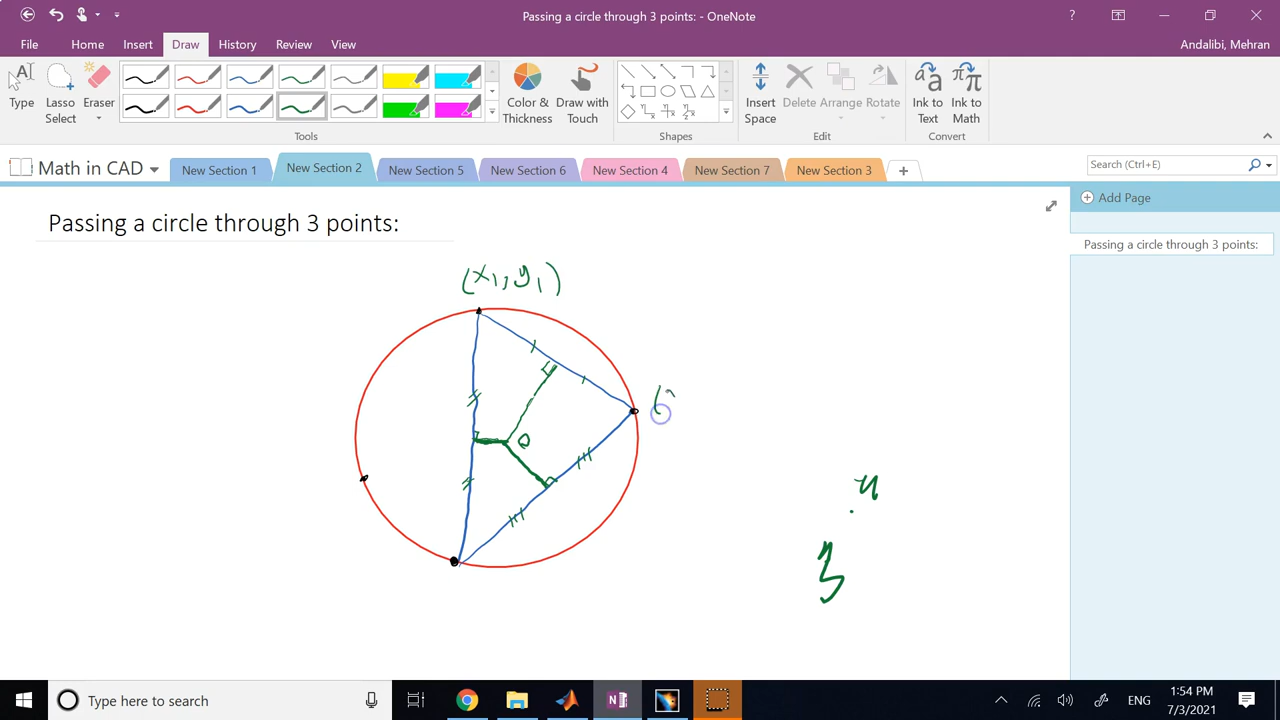 Passing a circle through 3 points: - OneNote
?
File Home Insert Draw History Review View
Andalibi, Mehran
Type
Lasso Select
Eraser
Color & Thickness
Draw with Touch
Insert Space
Delete
Arrange
Rotate
Ink to Text
Ink to Math
Tools
Shapes
Edit
Convert
Math in CAD
New Section 1
New Section 2
New Section 5
New Section 6
New Section 4
New Section 7
New Section 3
Search (Ctrl+E)
Add Page
Passing a circle through 3 points:
Passing a circle through 3 points:
(x1, y1)
O
Type here to search
ENG
1:54 PM
7/3/2021